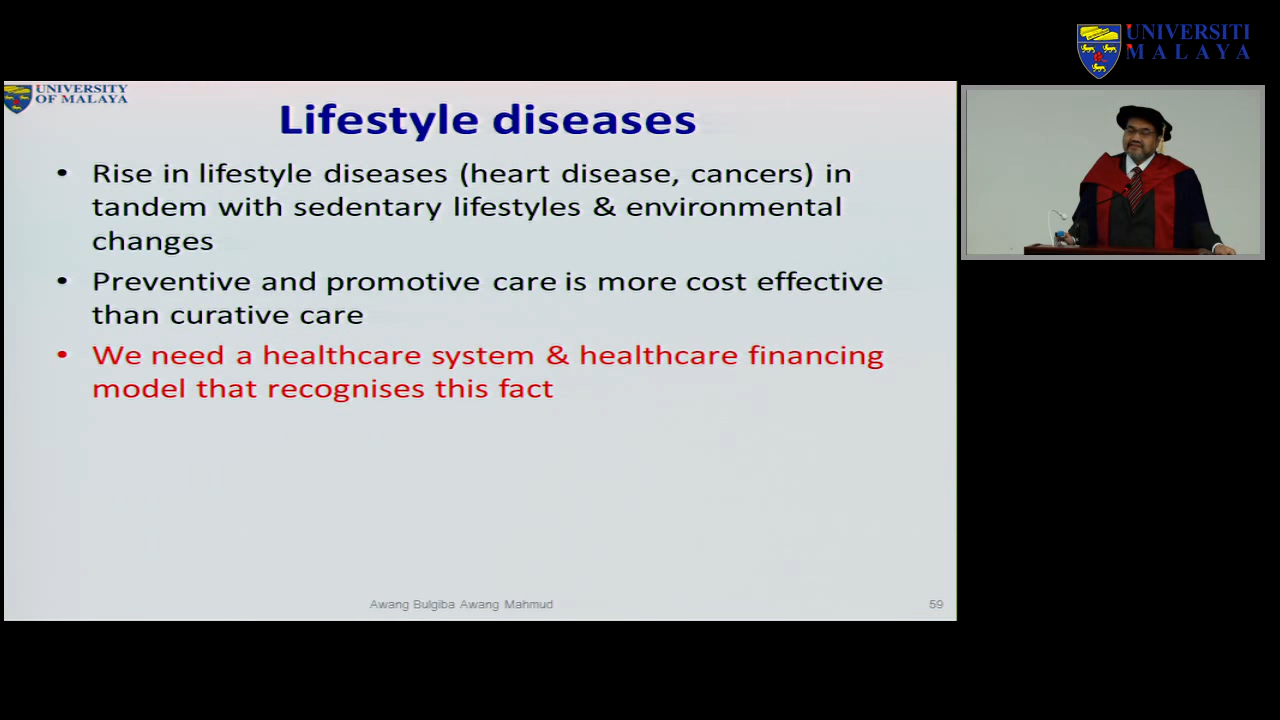 UNIVERSITI
MALAYA
UNIVERSITY
OF MALAYA
Lifestyle diseases
• Rise in lifestyle diseases (heart disease, cancers) in
tandem with sedentary lifestyles & environmental
changes
• Preventive and promotive care is more cost effective
than curative care
• We need a healthcare system & healthcare financing
model that recognises this fact
Awang Bulgiba Awang Mahmud
59